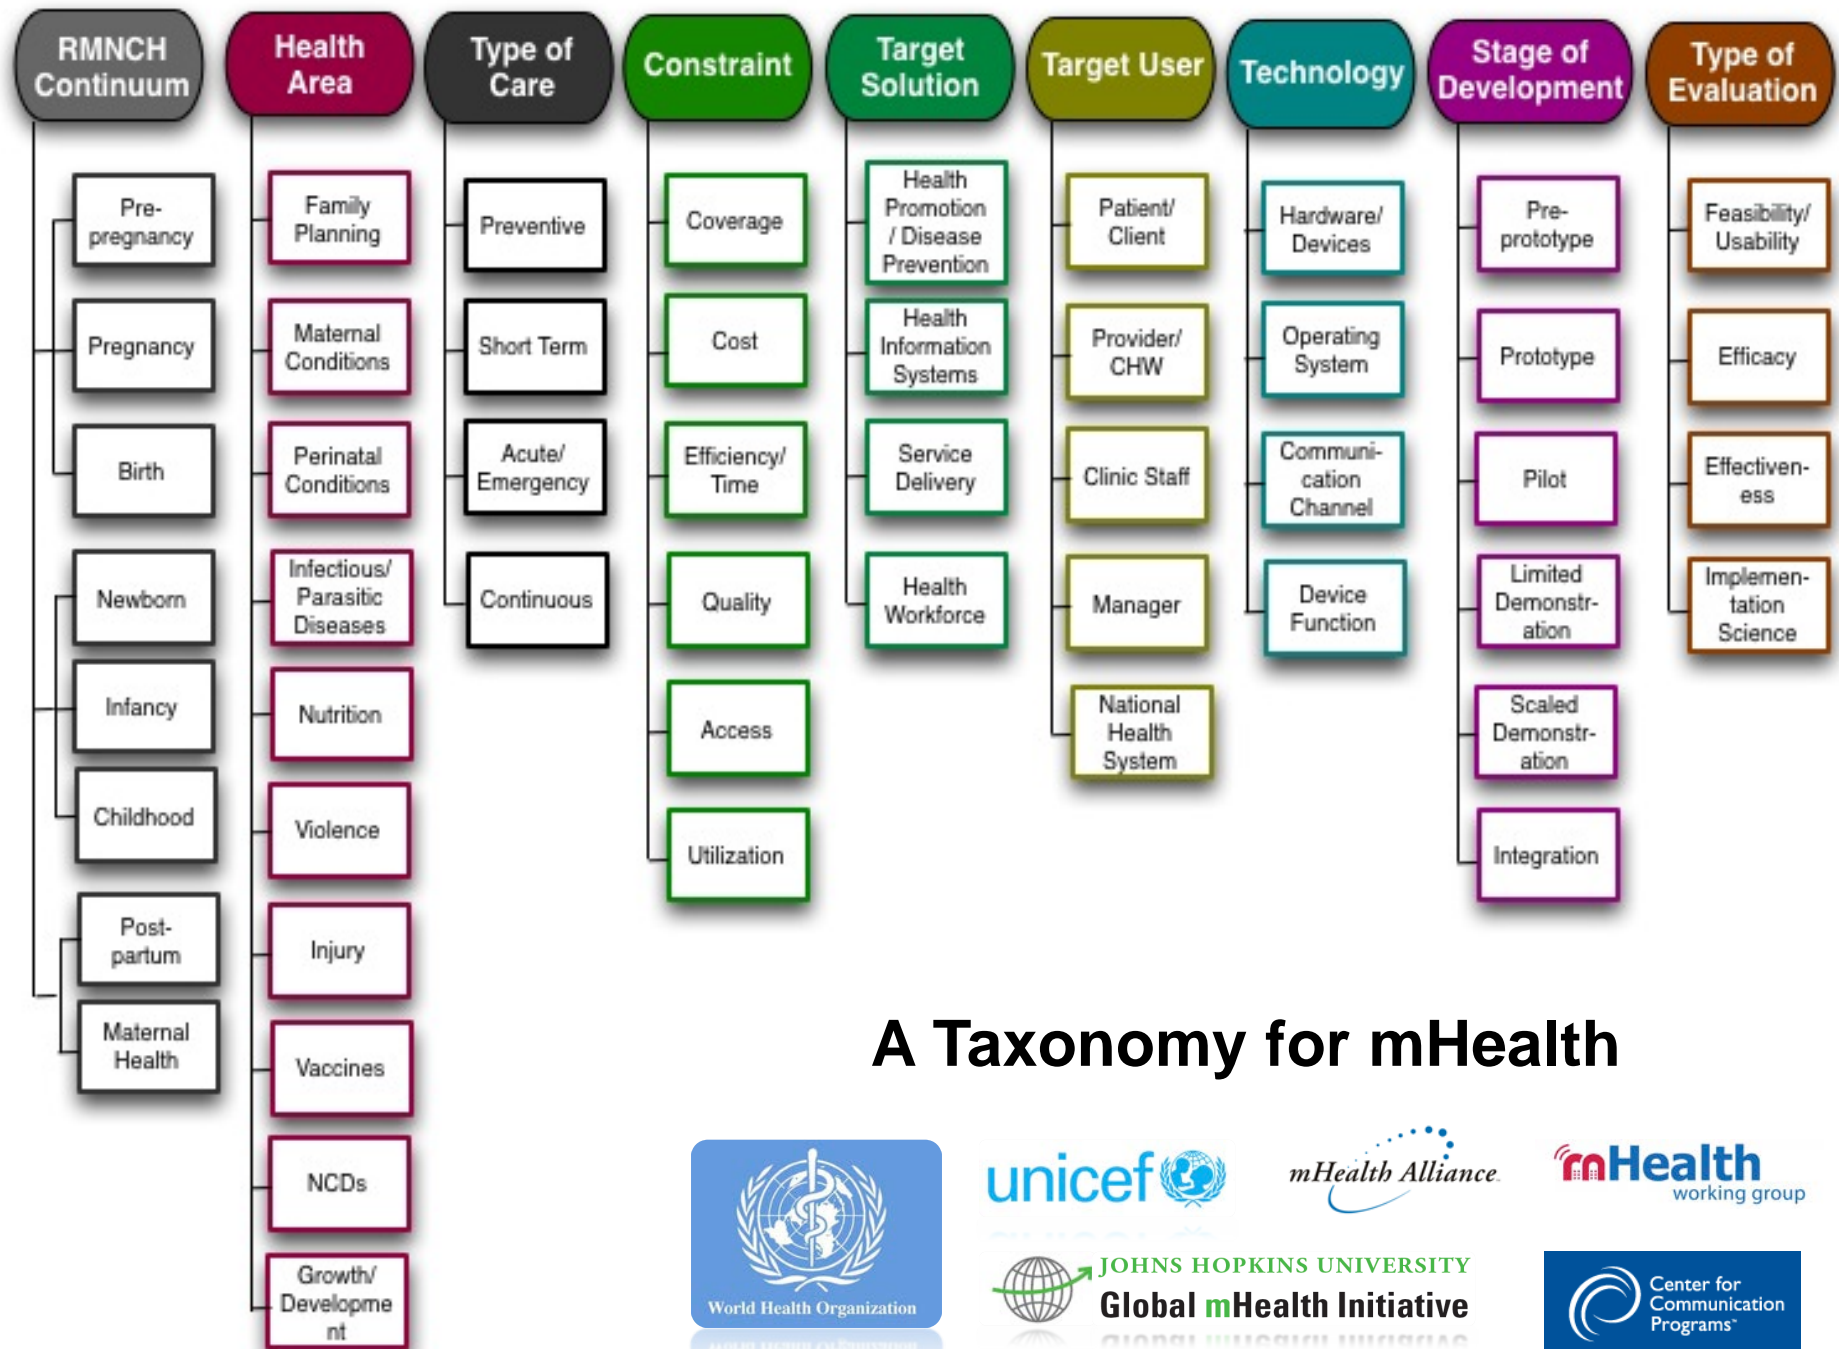 RMNCH
Continuum
Pre-
pregnancy
Pregnancy
Birth
Newborn
Infancy
Childhood
Post-
partum
Maternal
Health
Health
Area
Family
Planning
Maternal
Conditions
Perinatal
Conditions
Infectious/
Parasitic
Diseases
Nutrition
Violence
Injury
Vaccines
NCDs
Growth/
Developme
nt
Type of
Care
Preventive
Short Term
Acute/
Emergency
Continuous
Constraint
Coverage
Cost
Efficiency/
Time
Quality
Access
Utilization
Target
Solution
Health
Promotion
/ Disease
Prevention
Health
Information
Systems
Service
Delivery
Health
Workforce
Target User
Patient/
Client
Provider/
CHW
Clinic Staff
Manager
National
Health
System
Technology
Hardware/
Devices
Operating
System
Communi-
cation
Channel
Device
Function
Stage of
Development
Pre-
prototype
Prototype
Pilot
Limited
Demonstr-
ation
Scaled
Demonstr-
ation
Integration
Type of
Evaluation
Feasibility/
Usability
Efficacy
Effectiven-
ess
Implemen-
tation
Science
A Taxonomy for mHealth
World Health Organization
unicef
mHealth Alliance
mHealth
working group
JOHNS HOPKINS UNIVERSITY
Global mHealth Initiative
Center for
Communication
Programs